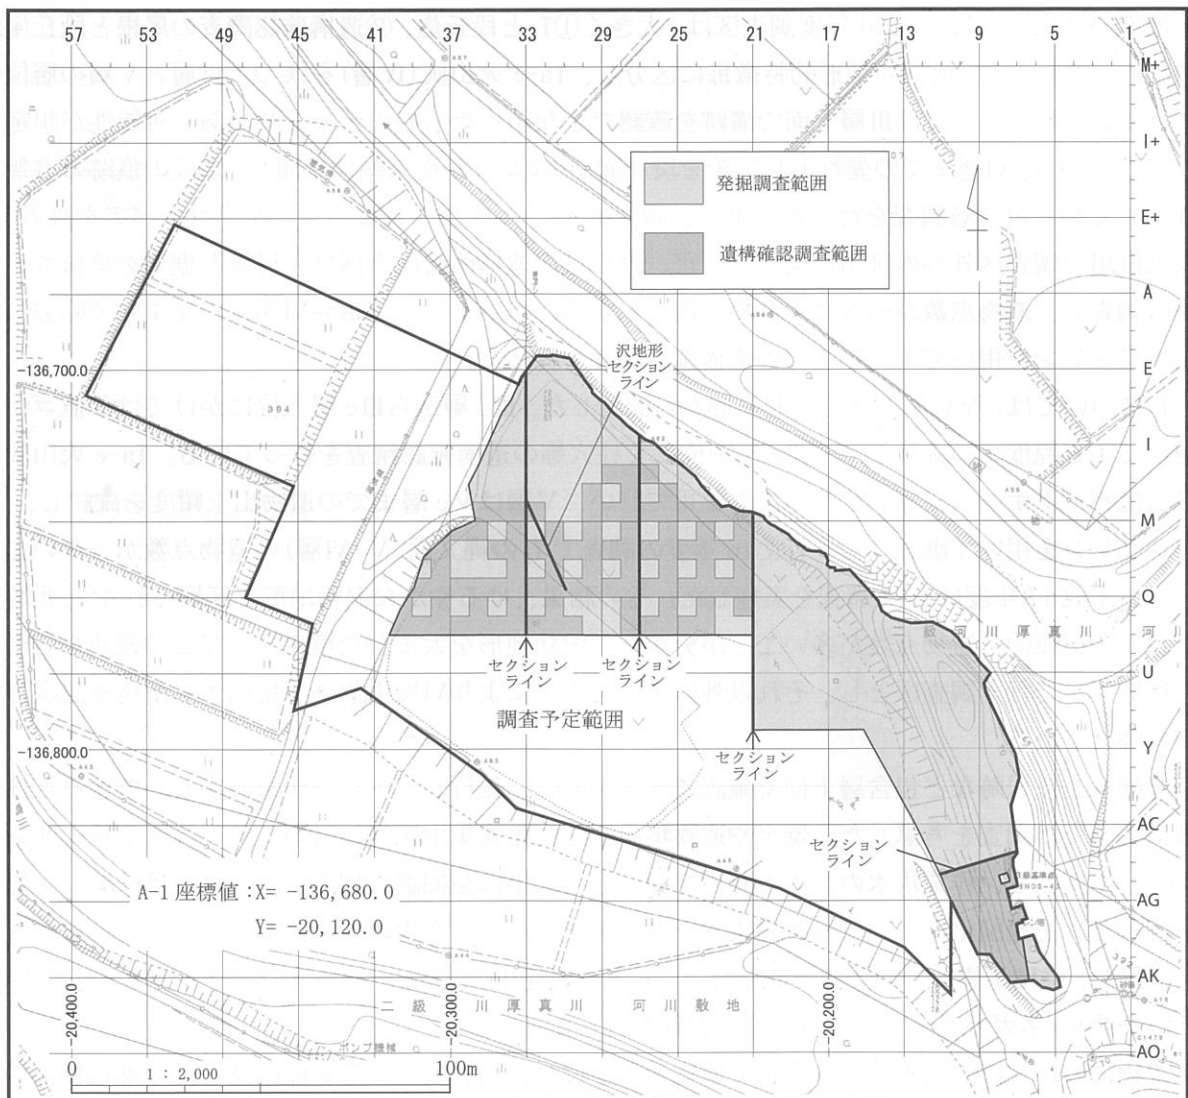 57 53 49 45 41 37 33 29 25 21 17 13 9 5 1
M+
I+
E+
A
E
I
M
Q
U
Y
AC
AG
AK
AO
発掘調査範囲
遺構確認調査範囲
沢地形
セクション
ライン
-136,700.0
394
セクション
ライン
セクション
ライン
調査予定範囲
セクション
ライン
級河川厚真川 河川
-136,800.0
セクション
ライン
A-1 座標値:X= -136,680.0
Y= -20,120.0
二級 川厚真川 河川敷地
ポンプ機械
-20,400.0
-20,300.0
-20,200.0
0 1 : 2,000 100m